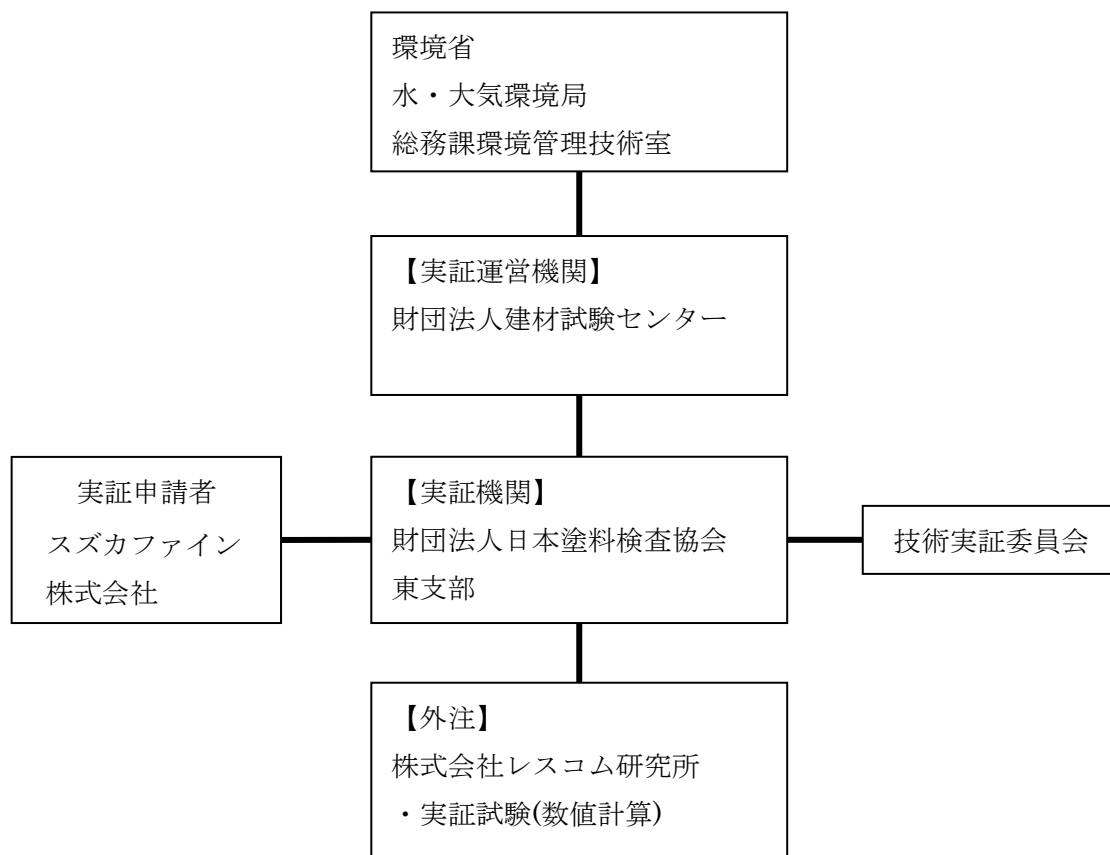 環境省
水・大気環境局
総務課環境管理技術室
【実証運営機関】
財団法人建材試験センター
実証申請者
スズカファイン
株式会社
【実証機関】
財団法人日本塗料検査協会
東支部
技術実証委員会
【外注】
株式会社レスコム研究所
・実証試験(数値計算)